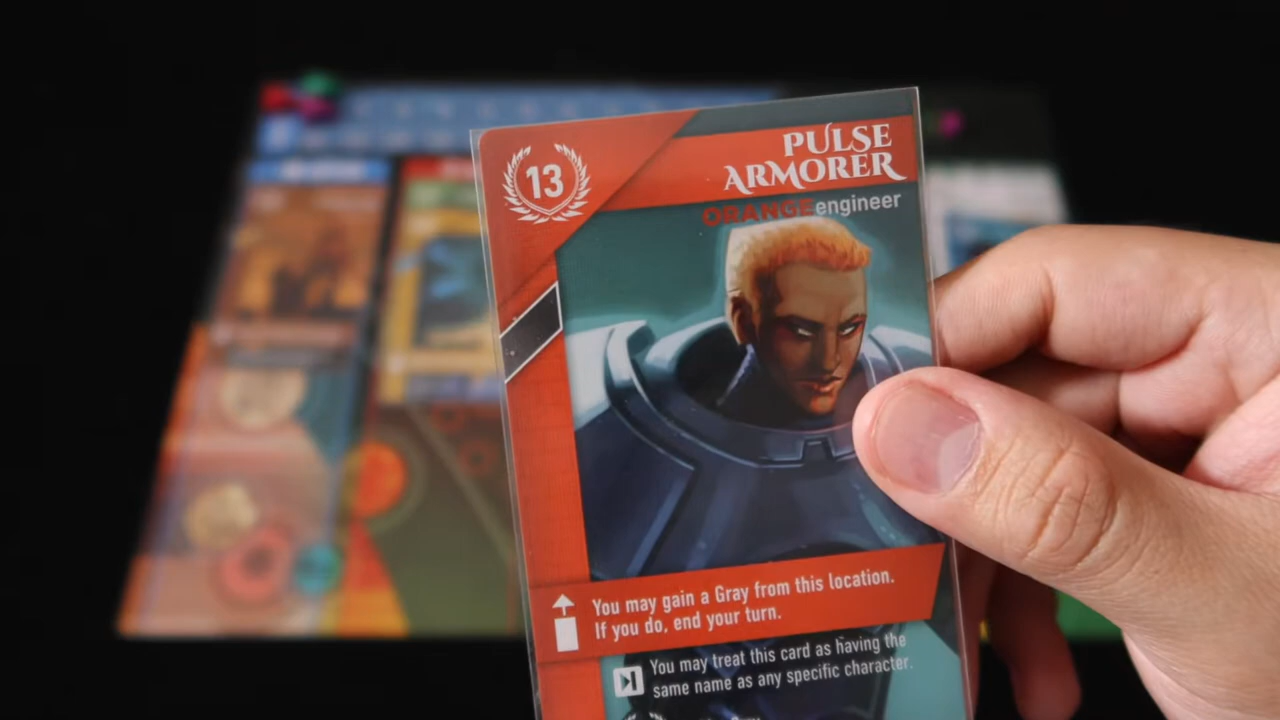 13
PULSE
ARMORER
ORANGE engineer
You may gain a Gray from this location.
If you do, end your turn.
You may treat this card as having the
same name as any specific character.